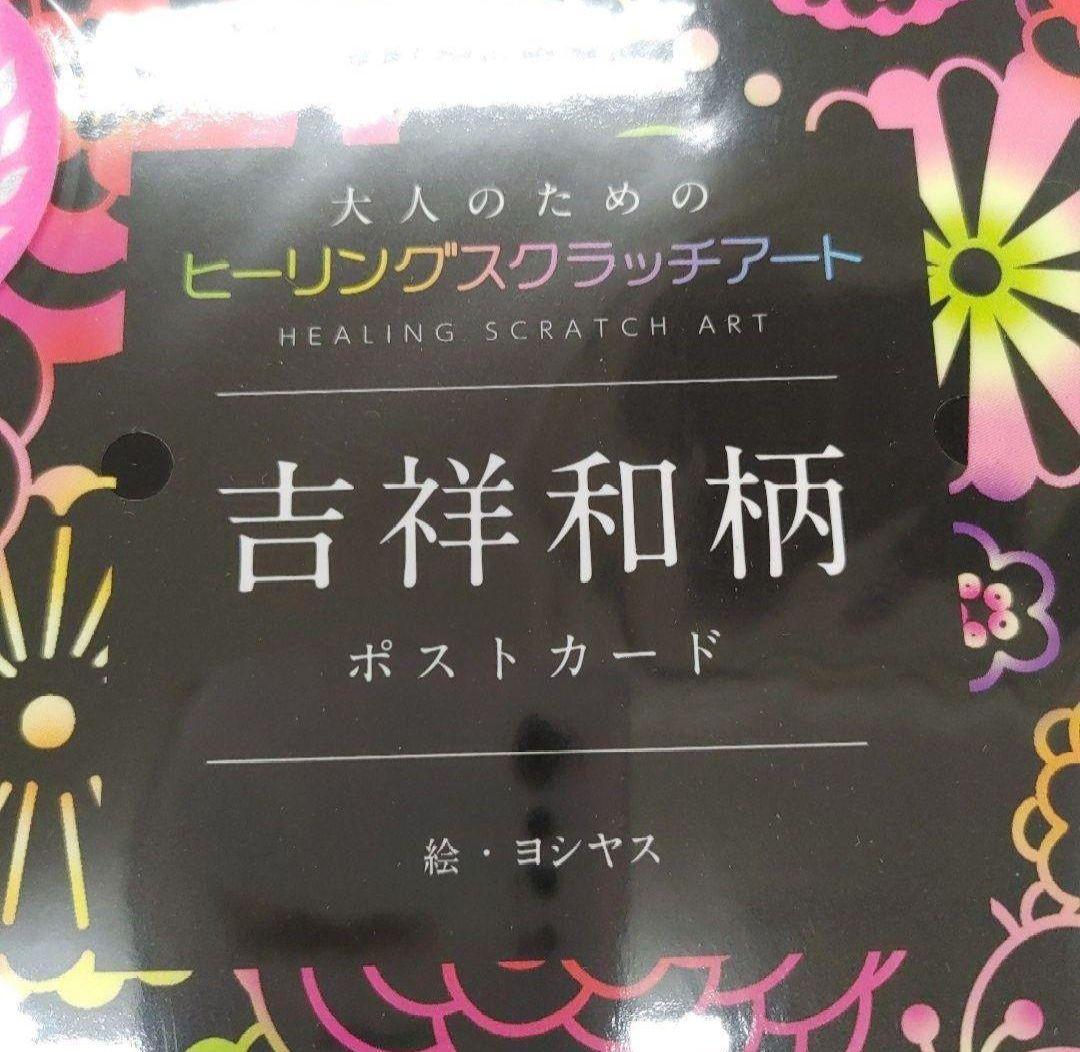 大人のための
ヒーリングスクラッチアート
HEALING SCRATCH ART
吉祥和柄
ポストカード
絵・ヨシヤス